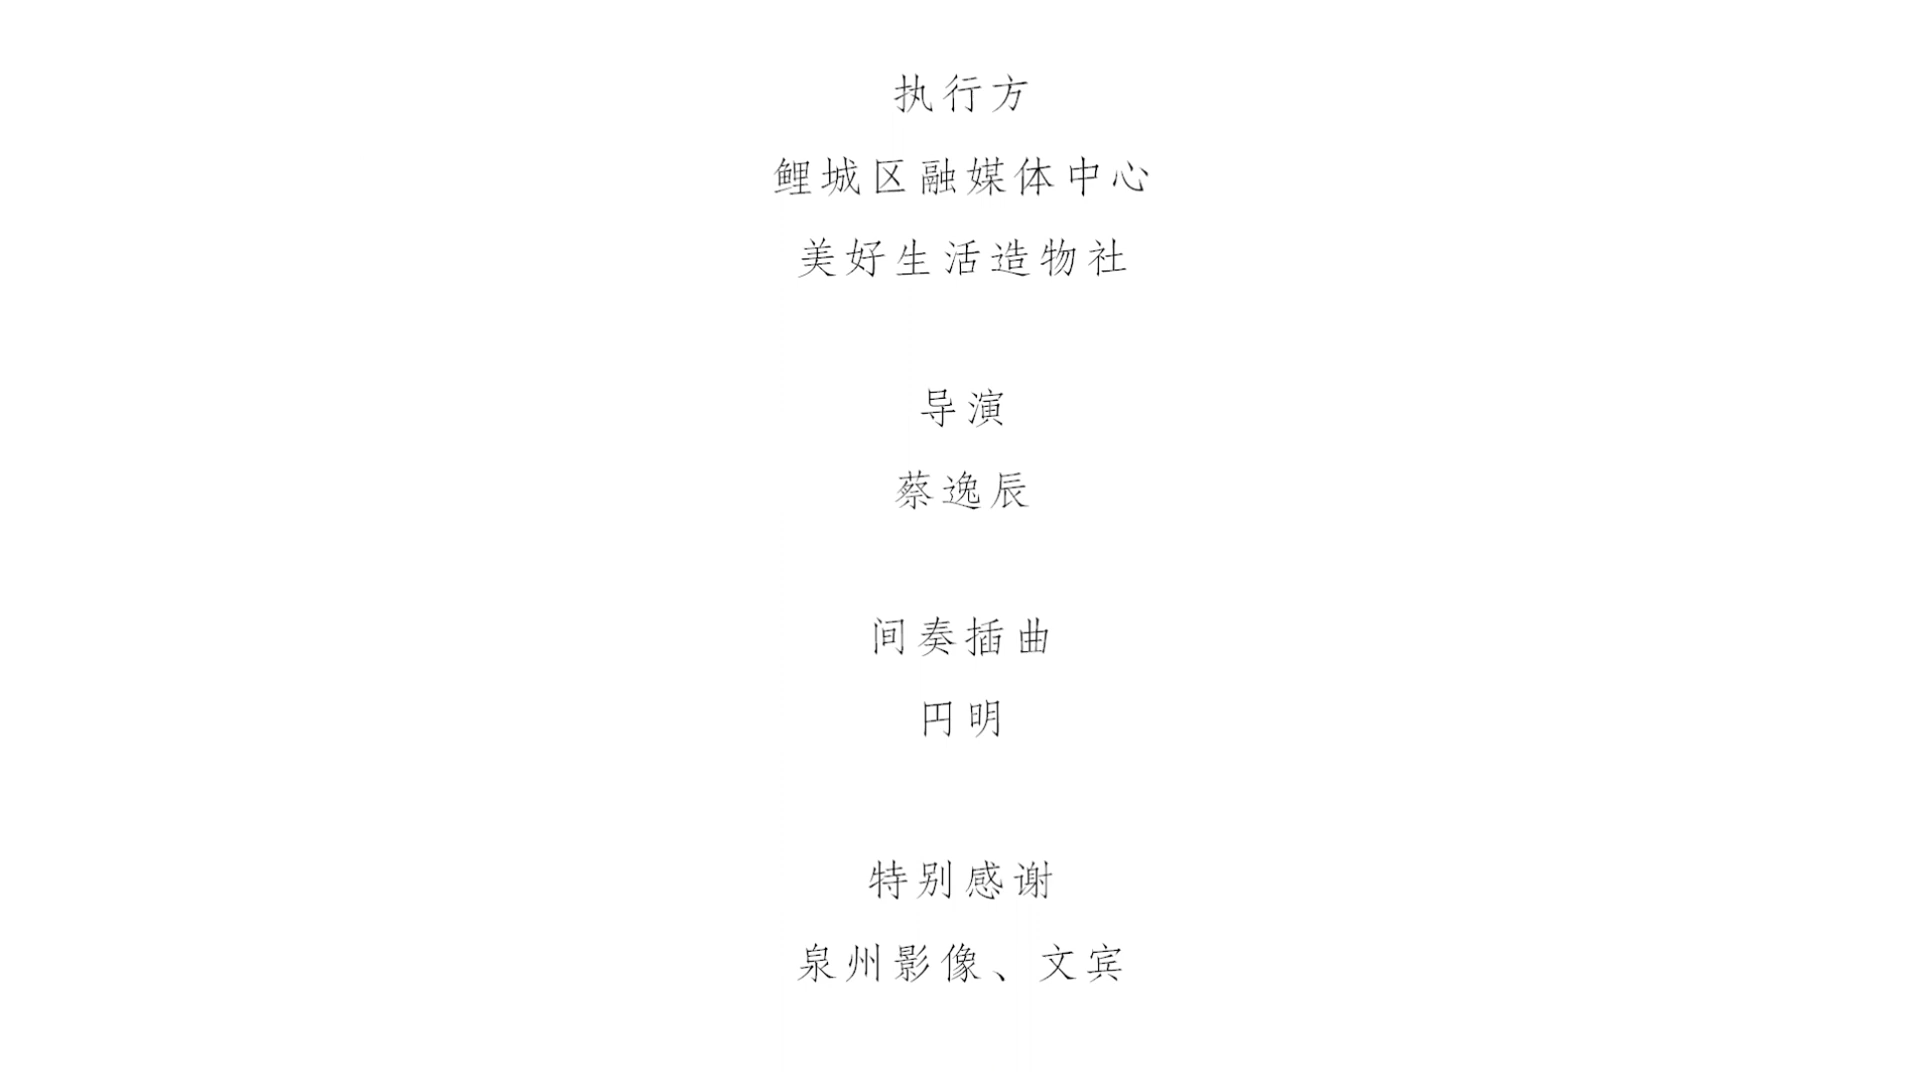 执行方
鲤城区融媒体中心
美好生活造物社
导演
蔡逸辰
间奏插曲
円明
特别感谢
泉州影像、文宾